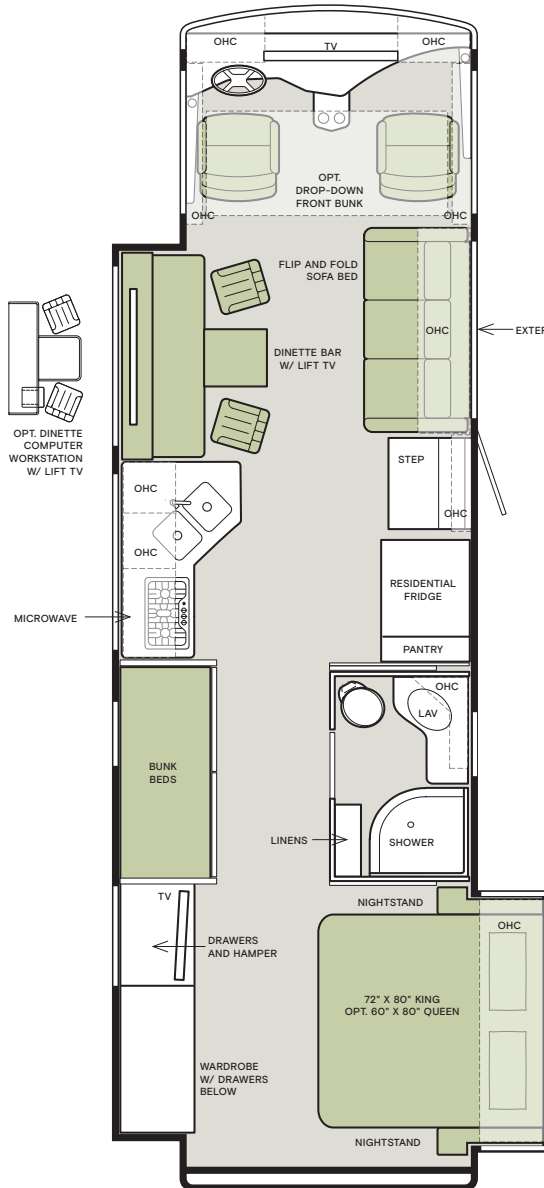 OHC
TV
OHC
OPT.
DROP-DOWN
FRONT BUNK
OHC
OHC
FLIP AND FOLD
SOFA BED
OHC
EXTER
DINETTE BAR
W/ LIFT TV
OPT. DINETTE
COMPUTER
WORKSTATION
W/ LIFT TV
STEP
OHC
OHC
OHC
RESIDENTIAL
FRIDGE
MICROWAVE
PANTRY
OHC
LAV
BUNK
BEDS
LINENS
SHOWER
TV
NIGHTSTAND
OHC
DRAWERS
AND HAMPER
72" X 80" KING
OPT. 60" X 80" QUEEN
WARDROBE
W/ DRAWERS
BELOW
NIGHTSTAND